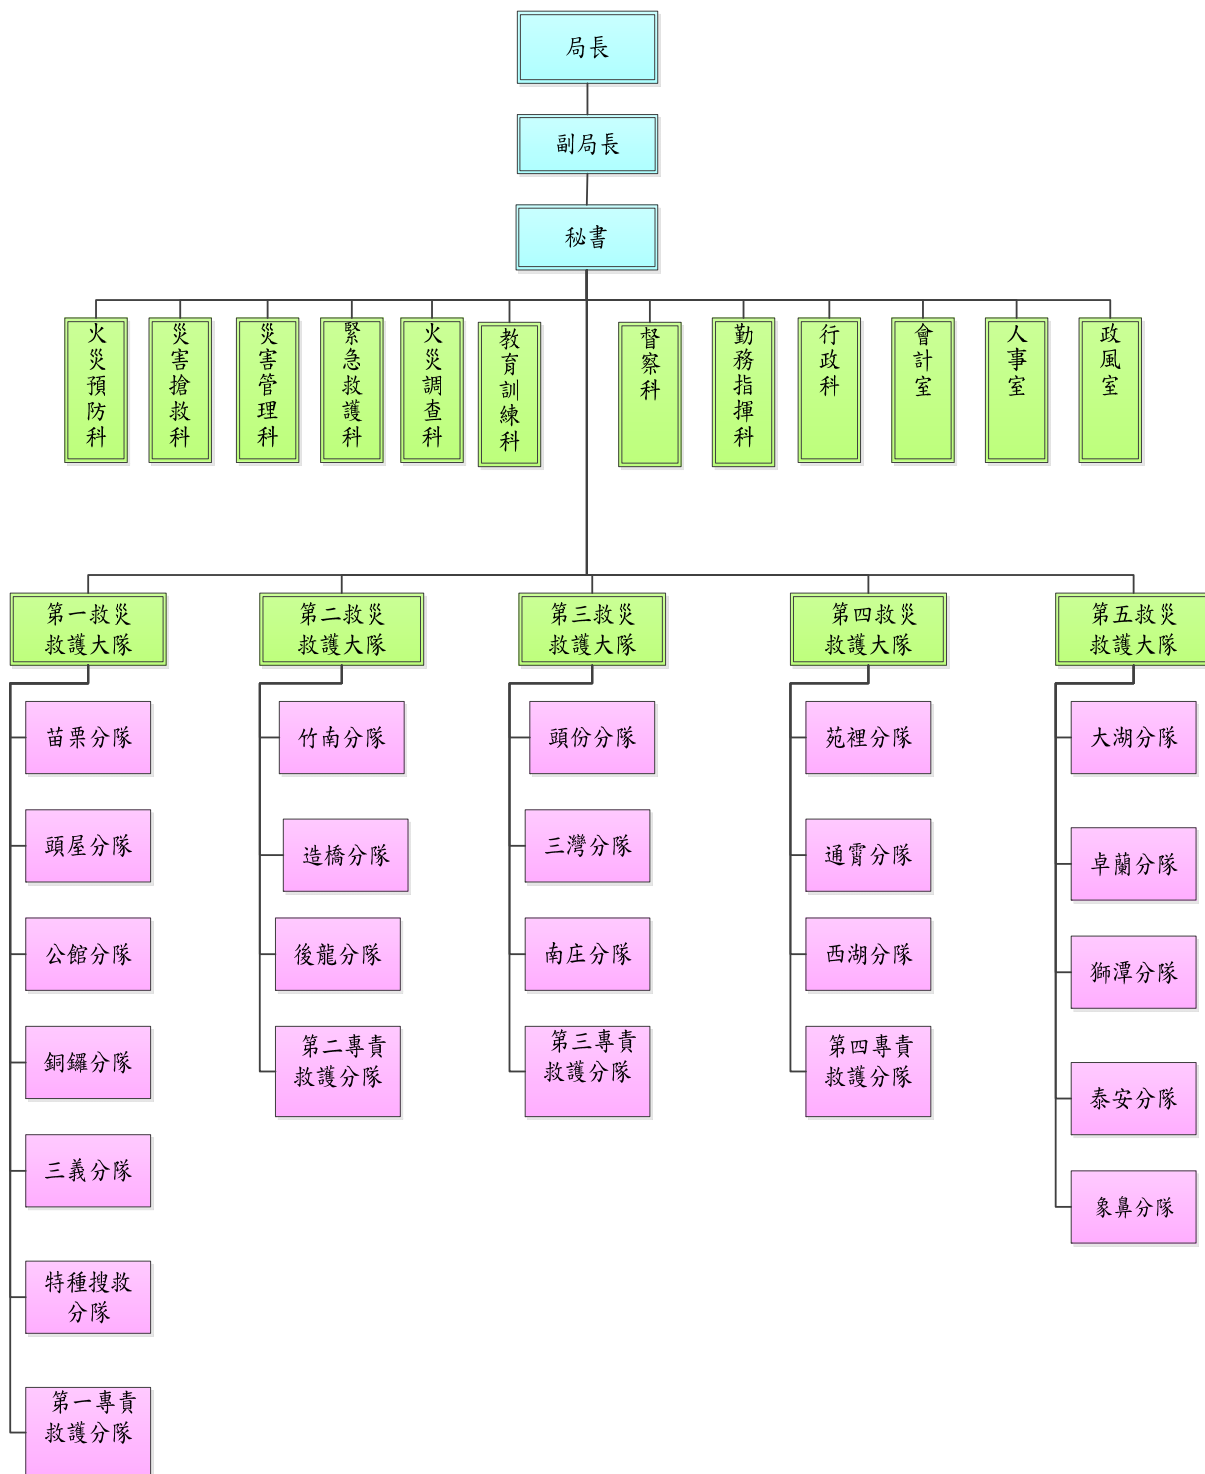 局長
副局長
秘書
火災預防科
災害搶救科
災害管理科
緊急救護科
火災調查科
教育訓練科
督察科
勤務指揮科
行政科
會計室
人事室
政風室
第一救災
救護大隊
第二救災
救護大隊
第三救災
救護大隊
第四救災
救護大隊
第五救災
救護大隊
苗栗分隊
頭屋分隊
公館分隊
銅鑼分隊
三義分隊
特種搜救
分隊
第一專責
救護分隊
竹南分隊
造橋分隊
後龍分隊
第二專責
救護分隊
頭份分隊
三灣分隊
南庄分隊
第三專責
救護分隊
苑裡分隊
通霄分隊
西湖分隊
第四專責
救護分隊
大湖分隊
卓蘭分隊
獅潭分隊
泰安分隊
象鼻分隊